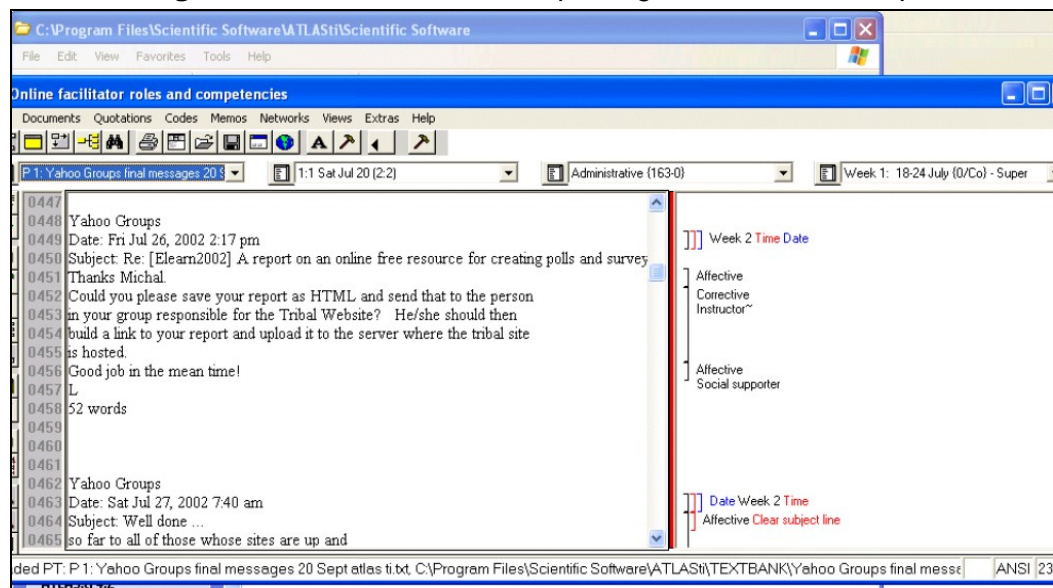 C:\Program Files\Scientific Software\ATLASti\Scientific Software
File Edit View Favorites Tools Help
Online facilitator roles and competencies
Documents Quotations Codes Memos Networks Views Extras Help
P 1: Yahoo Groups final messages 20 S 1:1 Sat Jul 20 (2:2) Administrative {163-0} Week 1: 18-24 July {0/Co} - Super
0447
0448 Yahoo Groups
0449 Date: Fri Jul 26, 2002 2:17 pm
0450 Subject: Re: [Elearn2002] A report on an online free resource for creating polls and survey
0451 Thanks Michal.
0452 Could you please save your report as HTML and send that to the person
0453 in your group responsible for the Tribal Website? He/she should then
0454 build a link to your report and upload it to the server where the tribal site
0455 is hosted.
0456 Good job in the mean time!
0457 L
0458 52 words
0459
0460
0461
0462 Yahoo Groups
0463 Date: Sat Jul 27, 2002 7:40 am
0464 Subject: Well done ...
0465 so far to all of those whose sites are up and
Week 2 Time Date
Affective
Corrective
Instructor~
Affective
Social supporter
Date Week 2 Time
Affective Clear subject line
ded PT: P 1: Yahoo Groups final messages 20 Sept atlas ti.txt, C:\Program Files\Scientific Software\ATLASti\TEXTBANK\Yahoo Groups final messa ANSI 23